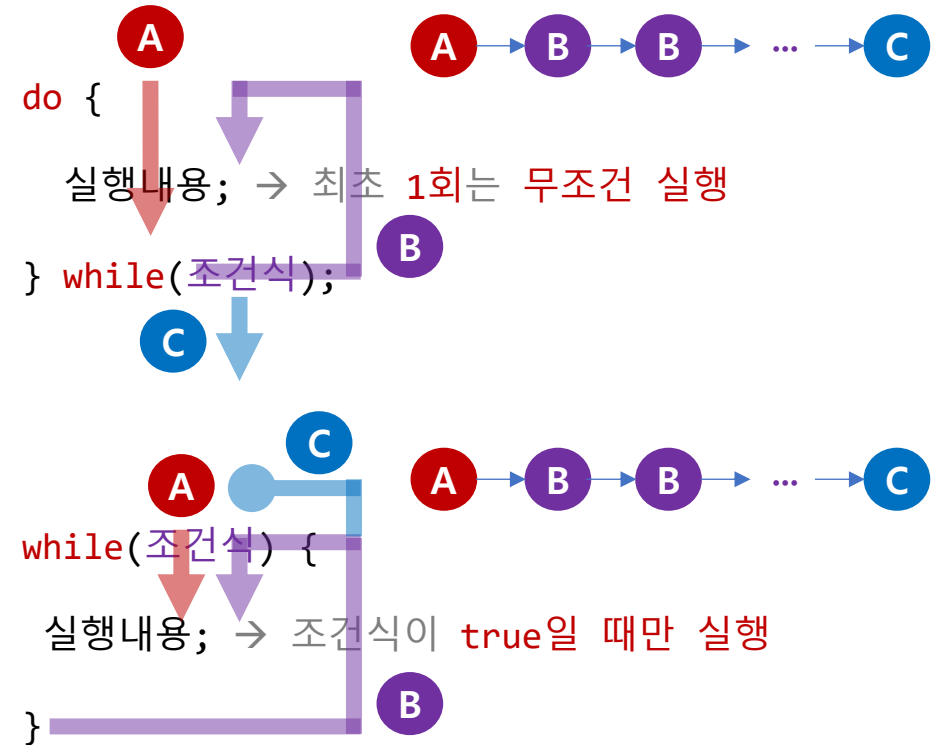 A
A B B ... C
do {
실행내용; → 최초 1회는 무조건 실행
B
} while(조건식);
C
C
A
A B B ... C
while(조건식) {
실행내용; → 조건식이 true일 때만 실행
B
}